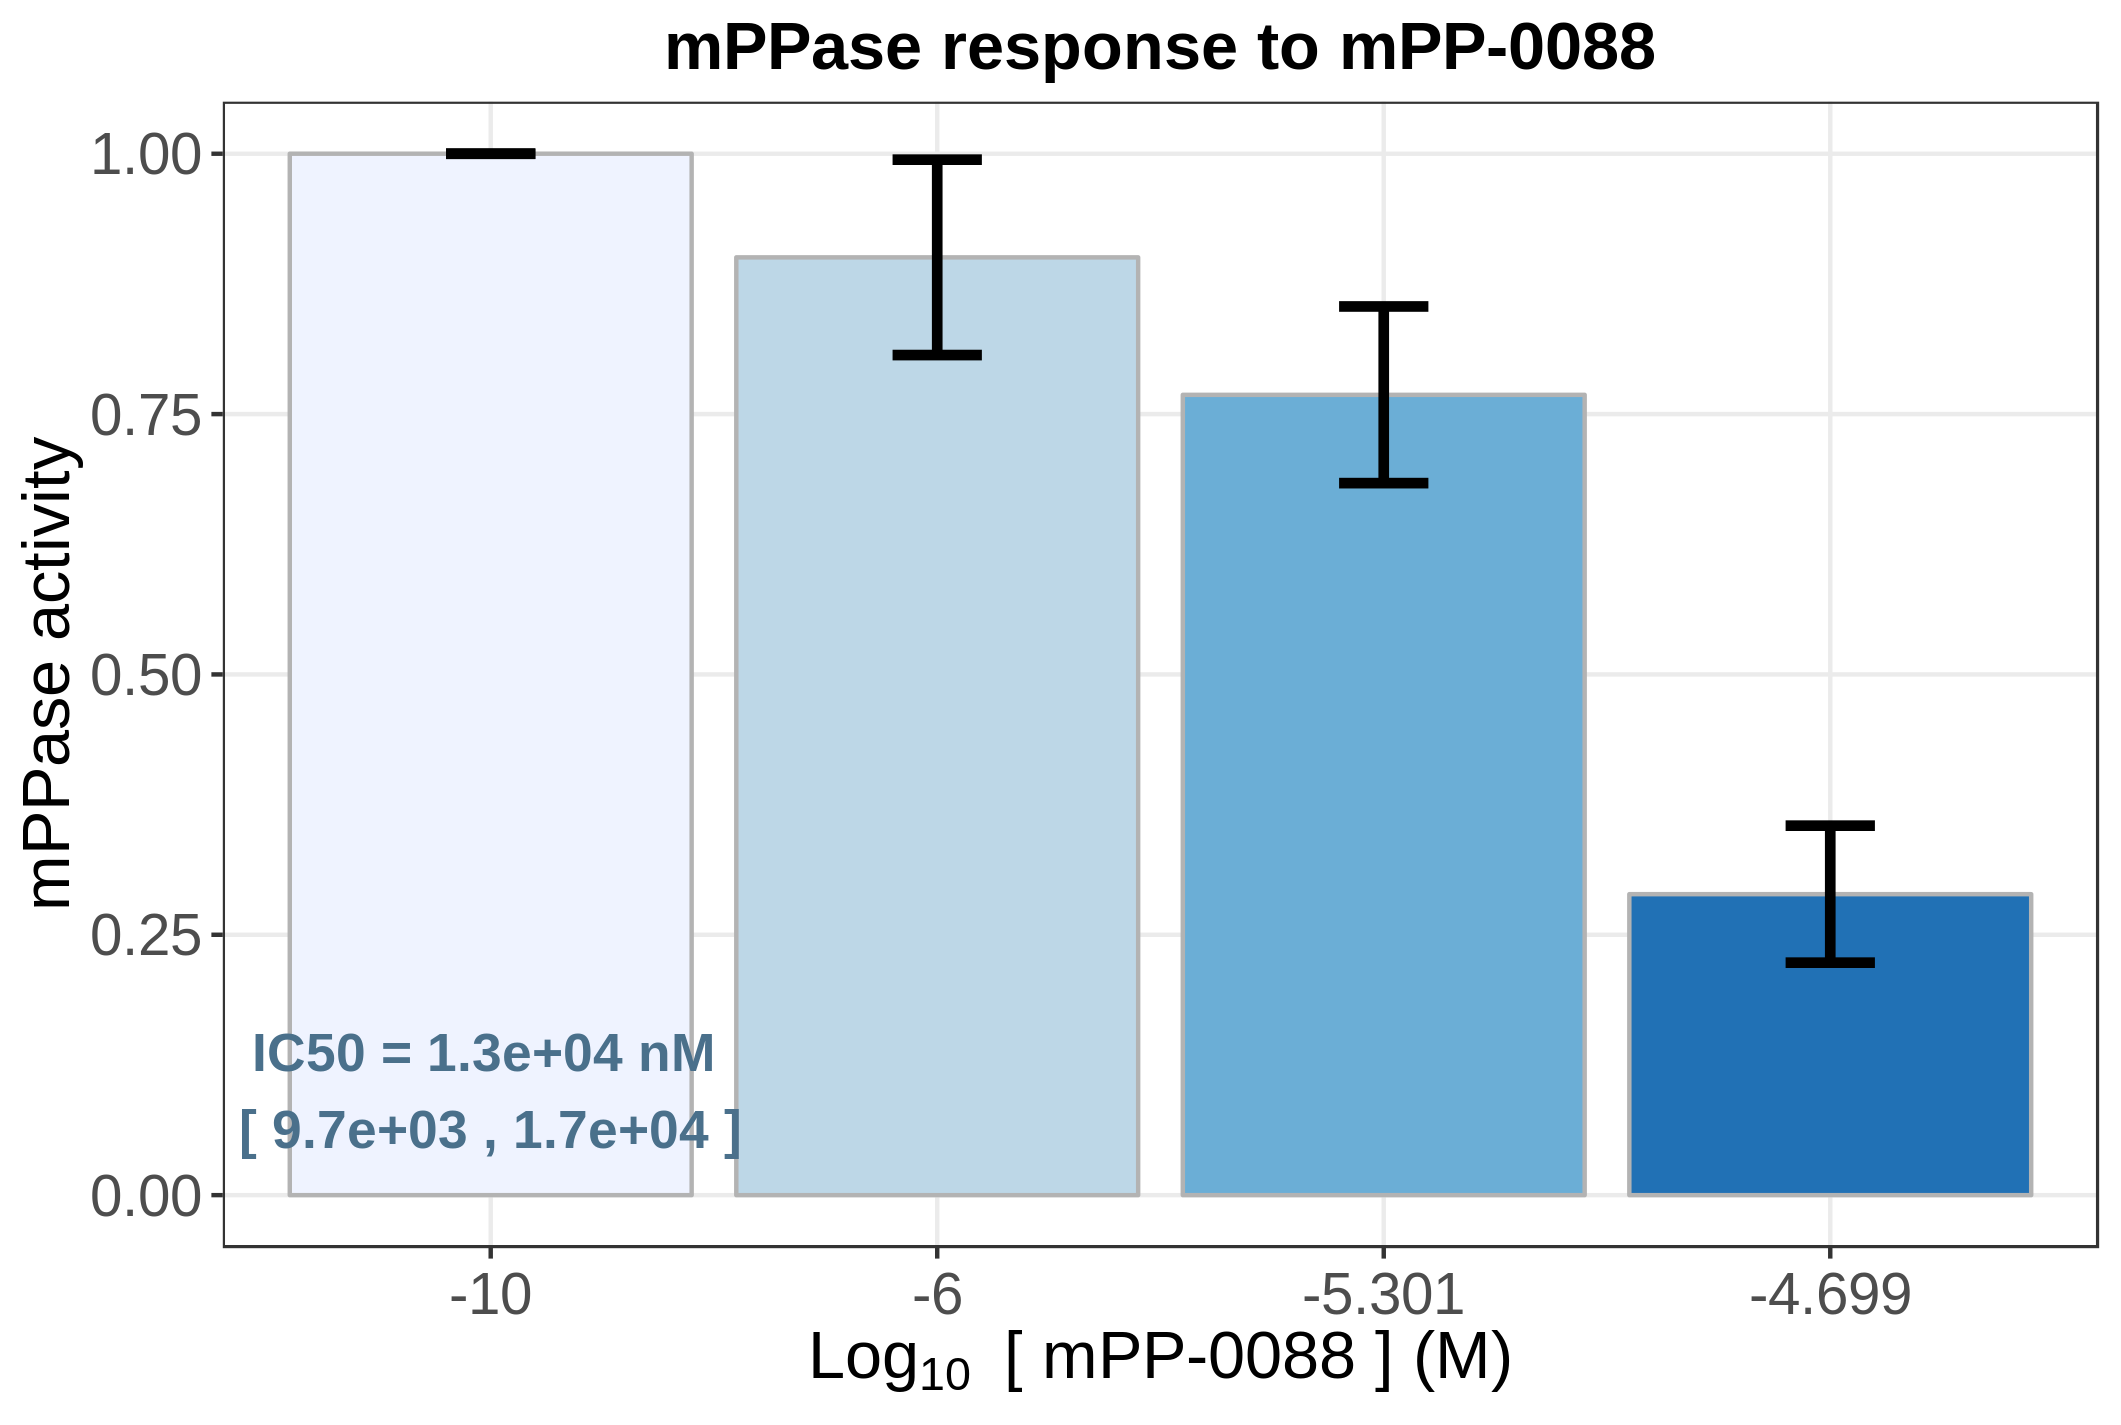 mPPase response to mPP-0088
mPPase activity
1.00
0.75
0.50
0.25
0.00
IC50 = 1.3e+04 nM
[ 9.7e+03 , 1.7e+04 ]
-10
-6
-5.301
-4.699
Log10 [ mPP-0088 ] (M)